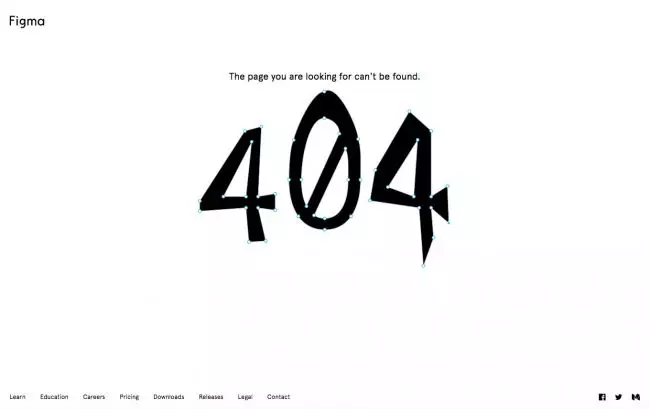 Figma
The page you are looking for can't be found.
404
Learn Education Careers Pricing Downloads Releases Legal Contact